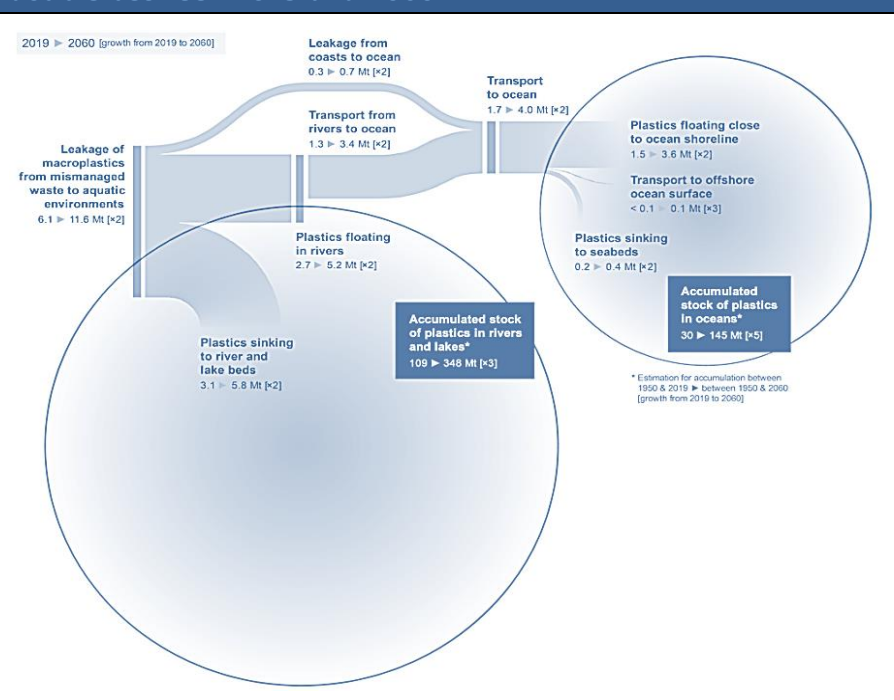 2019 ► 2060 [growth from 2019 to 2060]
Leakage from
coasts to ocean
0.3 ► 0.7 Mt [×2]
Transport
to ocean
1.7 ► 4.0 Mt [×2]
Transport from
rivers to ocean
1.3 ► 3.4 Mt [×2]
Plastics floating close
to ocean shoreline
1.5 ► 3.6 Mt [×2]
Leakage of
macroplastics
from mismanaged
waste to aquatic
environments
6.1 ► 11.6 Mt [×2]
Transport to offshore
ocean surface
< 0.1 ► 0.1 Mt [×3]
Plastics floating
in rivers
2.7 ► 5.2 Mt [×2]
Plastics sinking
to seabeds
0.2 ► 0.4 Mt [×2]
Accumulated
stock of plastics
in oceans*
30 ► 145 Mt [×5]
Accumulated stock
of plastics in rivers
and lakes*
109 ► 348 Mt [×3]
Plastics sinking
to river and
lake beds
3.1 ► 5.8 Mt [×2]
* Estimation for accumulation between
1950 & 2019 ► between 1950 & 2060
[growth from 2019 to 2060]